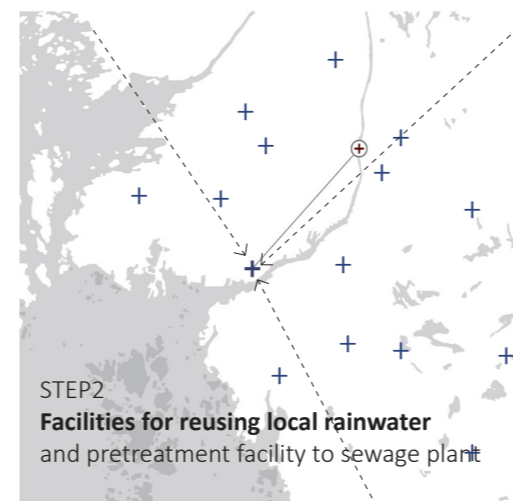 STEP2
Facilities for reusing local rainwater
and pretreatment facility to sewage plant